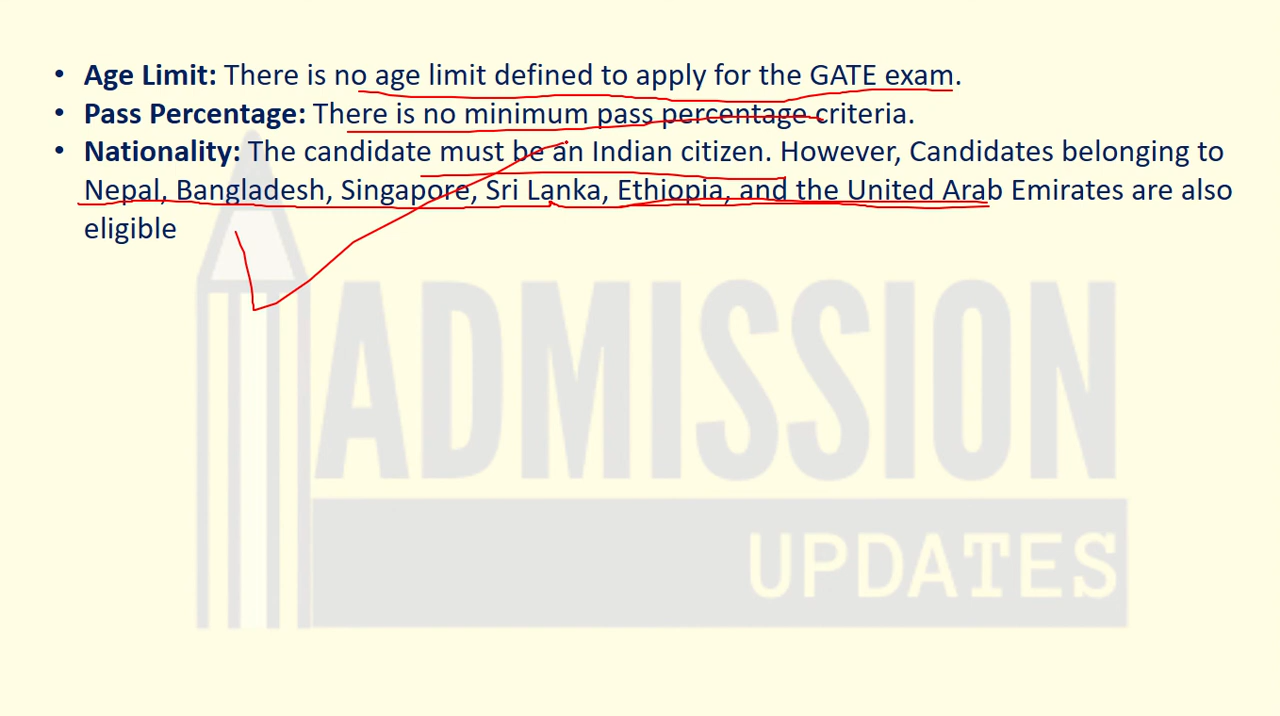 • Age Limit: There is no age limit defined to apply for the GATE exam.
• Pass Percentage: There is no minimum pass percentage criteria.
• Nationality: The candidate must be an Indian citizen. However, Candidates belonging to
Nepal, Bangladesh, Singapore, Sri Lanka, Ethiopia, and the United Arab Emirates are also
eligible
ADMISSION
UPDATES